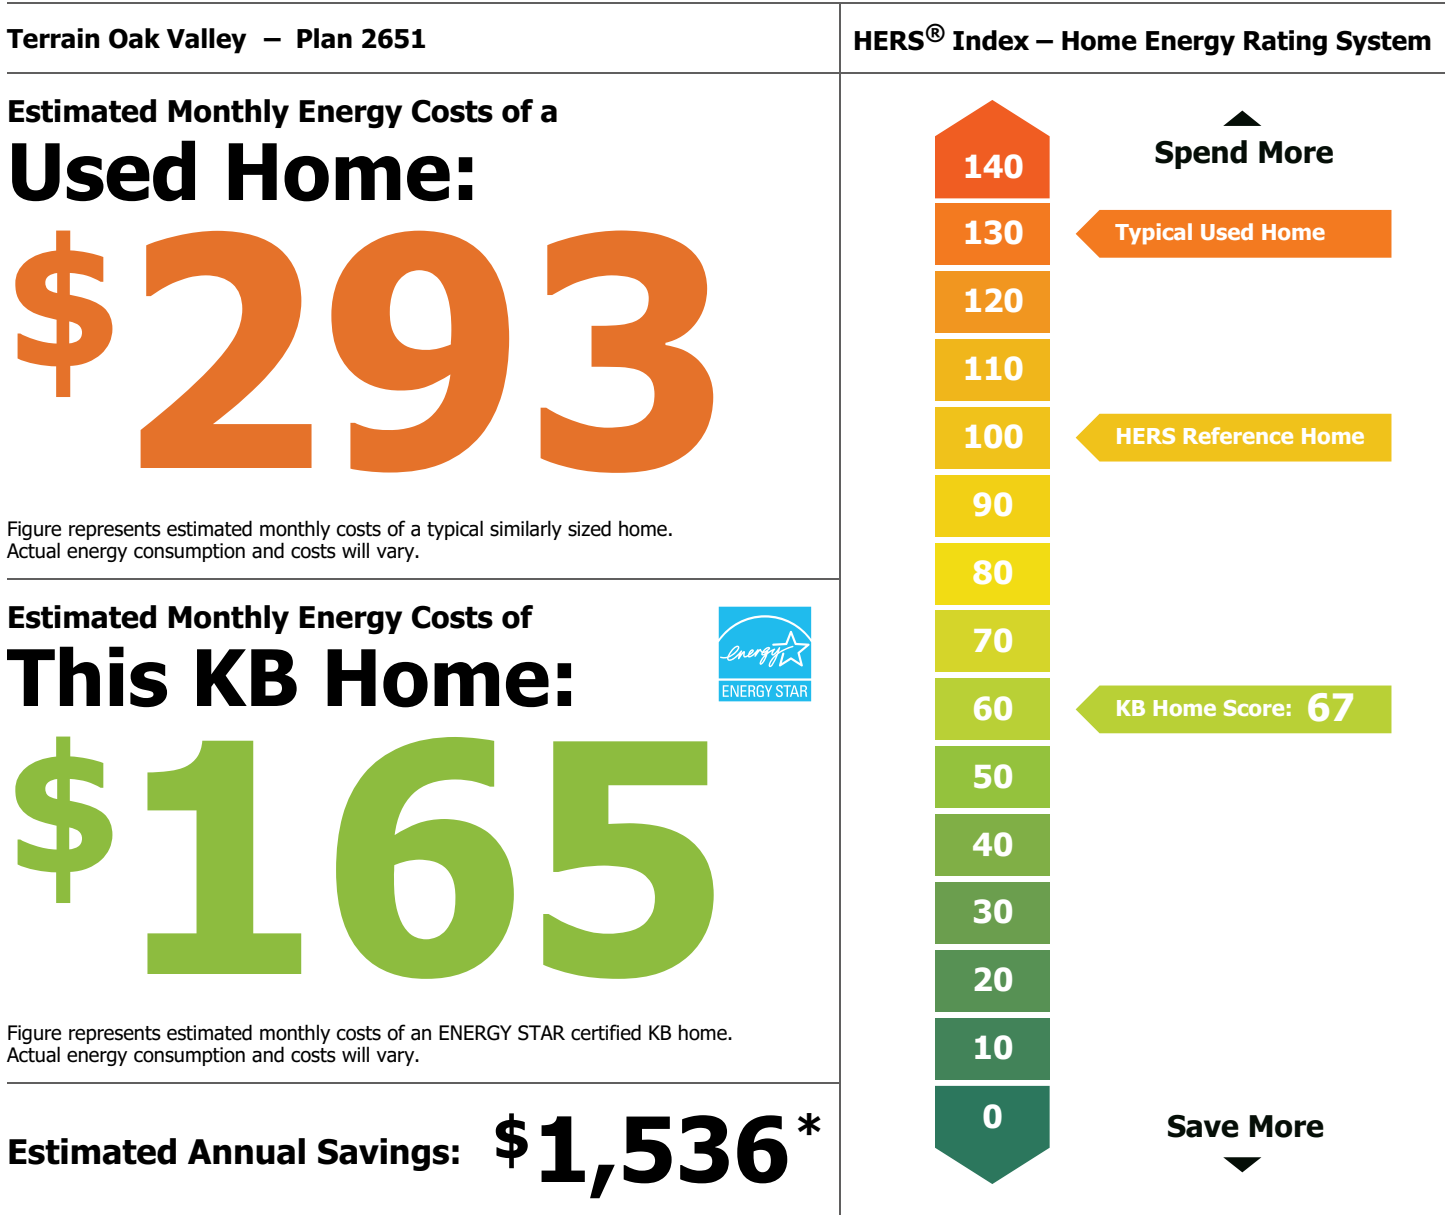 Terrain Oak Valley – Plan 2651
Estimated Monthly Energy Costs of a
Used Home:
$293
Figure represents estimated monthly costs of a typical similarly sized home.
Actual energy consumption and costs will vary.
Estimated Monthly Energy Costs of
This KB Home:
energy
ENERGY STAR
$165
Figure represents estimated monthly costs of an ENERGY STAR certified KB home.
Actual energy consumption and costs will vary.
Estimated Annual Savings: $1,536*
HERS® Index – Home Energy Rating System
Spend More
140
130 Typical Used Home
120
110
100 HERS Reference Home
90
80
70
60 KB Home Score: 67
50
40
30
20
10
0
Save More